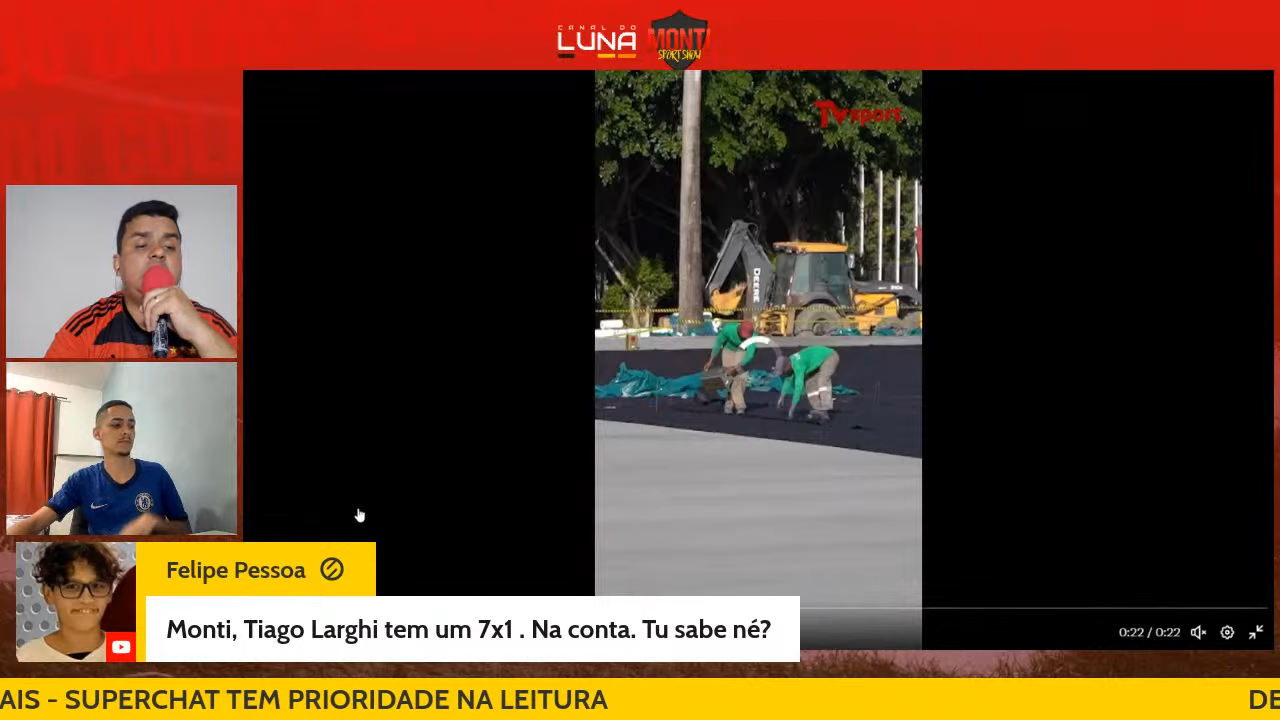 CANAL DO
LUNA
MONTI
SPORT SHOW
TVsport
DEERE
Felipe Pessoa
Monti, Tiago Larghi tem um 7x1 . Na conta. Tu sabe né?
0:22 / 0:22
AIS - SUPERCHAT TEM PRIORIDADE NA LEITURA
DE